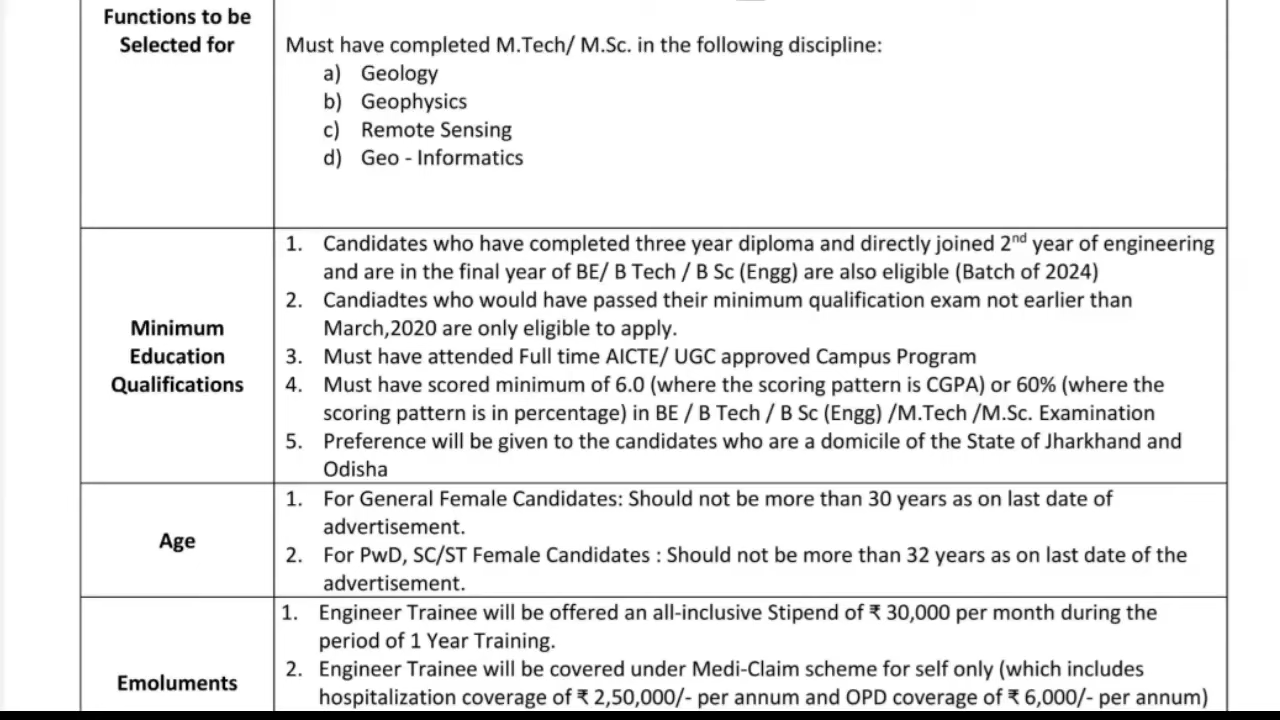 Functions to be
Selected for
Must have completed M.Tech/ M.Sc. in the following discipline:
a) Geology
b) Geophysics
c) Remote Sensing
d) Geo - Informatics
Minimum
Education
Qualifications
1. Candidates who have completed three year diploma and directly joined 2nd year of engineering
and are in the final year of BE/ B Tech / B Sc (Engg) are also eligible (Batch of 2024)
2. Candiadtes who would have passed their minimum qualification exam not earlier than
March,2020 are only eligible to apply.
3. Must have attended Full time AICTE/ UGC approved Campus Program
4. Must have scored minimum of 6.0 (where the scoring pattern is CGPA) or 60% (where the
scoring pattern is in percentage) in BE / B Tech / B Sc (Engg) /M.Tech /M.Sc. Examination
5. Preference will be given to the candidates who are a domicile of the State of Jharkhand and
Odisha
Age
1. For General Female Candidates: Should not be more than 30 years as on last date of
advertisement.
2. For PwD, SC/ST Female Candidates : Should not be more than 32 years as on last date of the
advertisement.
Emoluments
1. Engineer Trainee will be offered an all-inclusive Stipend of ₹ 30,000 per month during the
period of 1 Year Training.
2. Engineer Trainee will be covered under Medi-Claim scheme for self only (which includes
hospitalization coverage of ₹ 2,50,000/- per annum and OPD coverage of ₹ 6,000/- per annum)